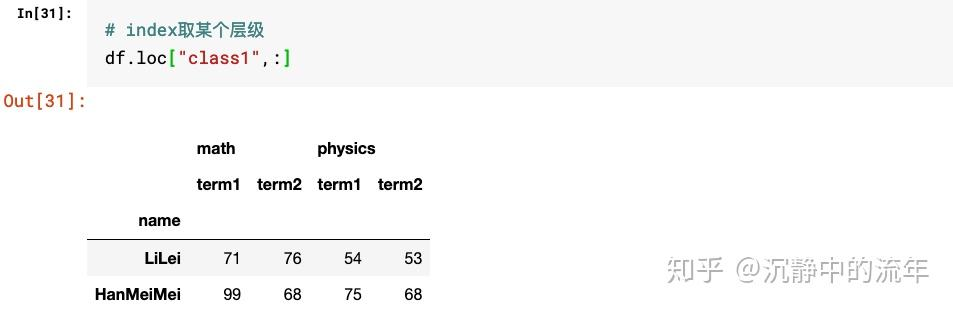 In[31]:
# index取某个层级
df.loc["class1",:]
Out[31]:
math physics
term1 term2 term1 term2
name
LiLei 71 76 54 53
HanMeiMei 99 68 75 68
知乎 @沉静中的流年